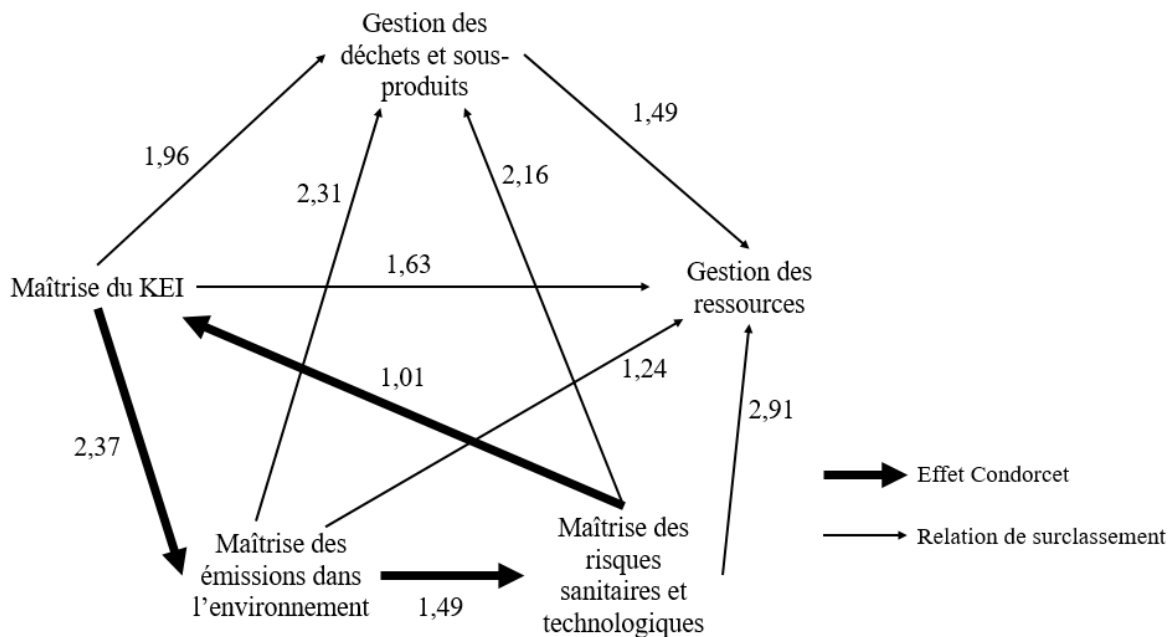 Gestion des
déchets et sous-
produits
1,49
1,96
2,31
2,16
Maîtrise du KEI
1,63
Gestion des
ressources
1,01
1,24
2,91
2,37
Effet Condorcet
Relation de surclassement
Maîtrise des
émissions dans
l’environnement
1,49
Maîtrise des
risques
sanitaires et
technologiques